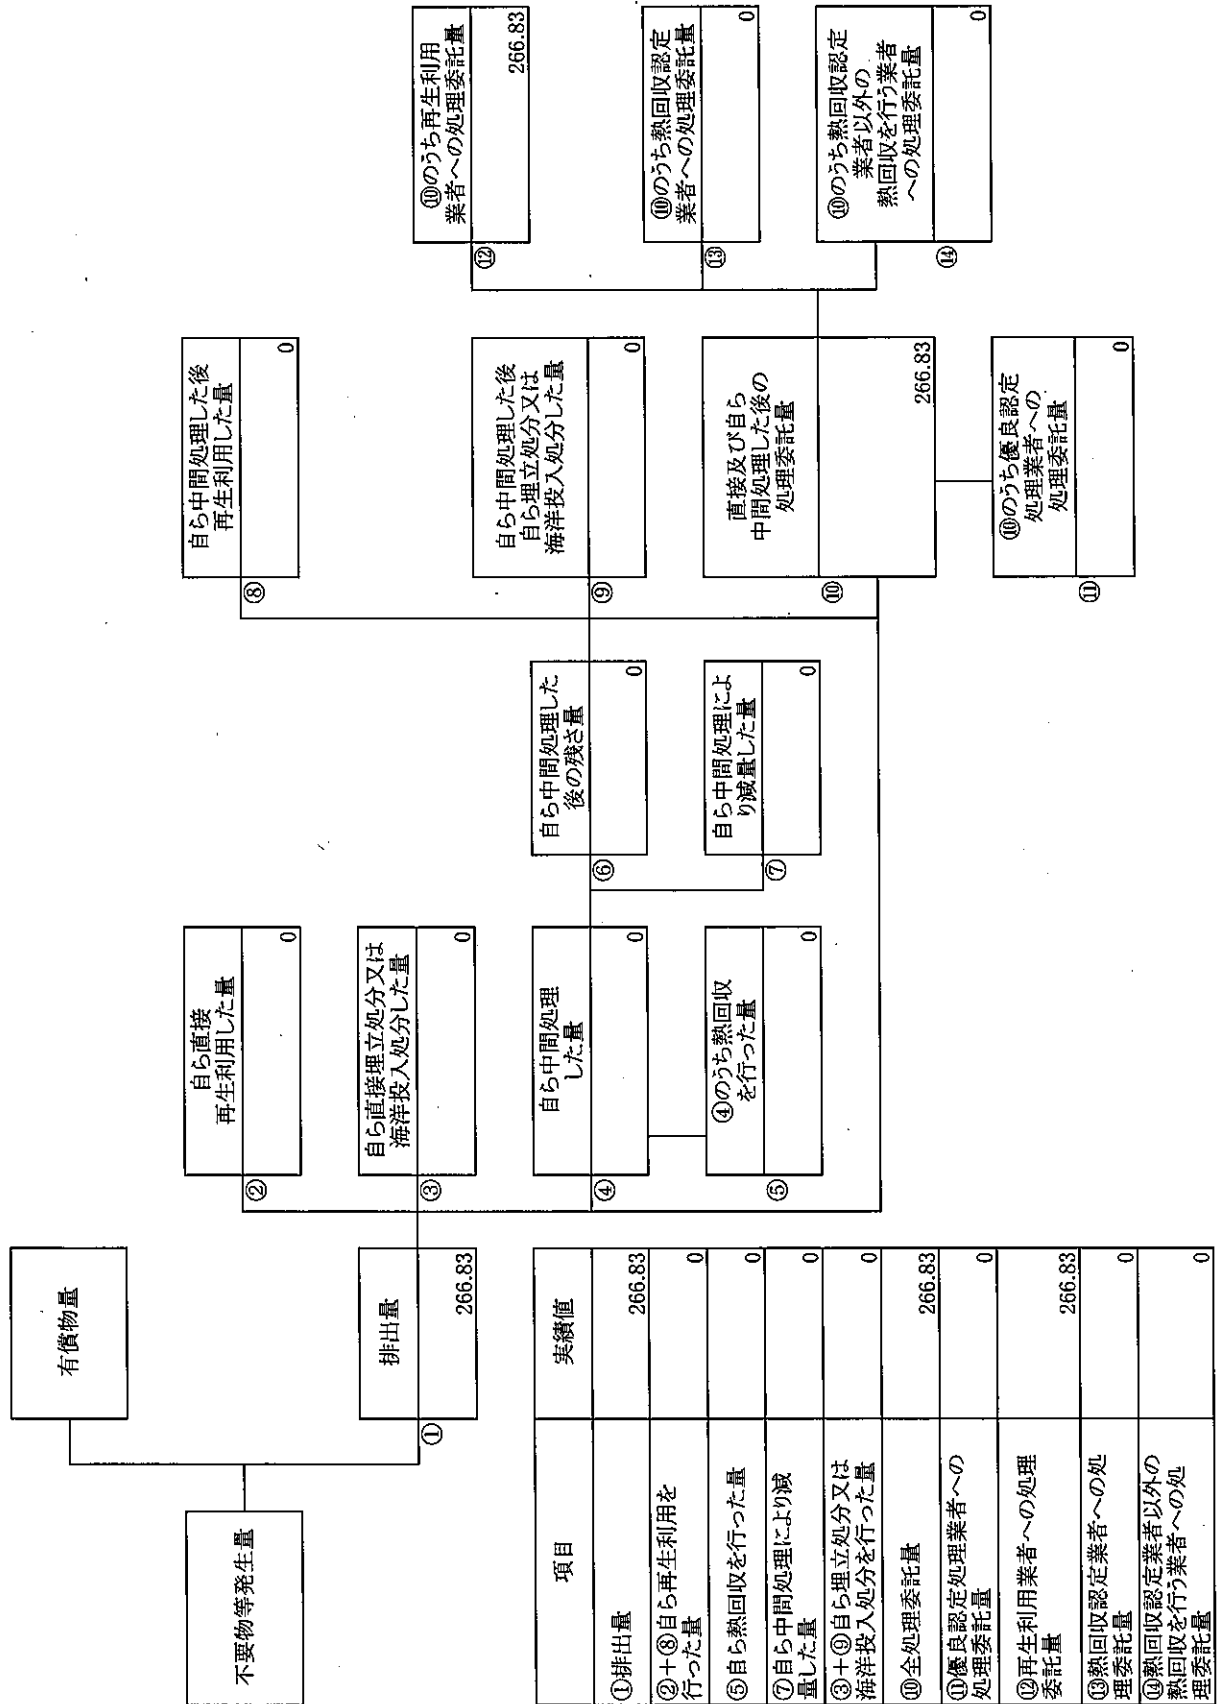 不要物等発生量
有償物量
①
排出量
266.83
②
自ら直接
再生利用した量
0
③
自ら直接埋立処分又は
海洋投入処分した量
0
④
自ら中間処理
した量
0
⑤
④のうち熱回収
を行った量
0
⑥
自ら中間処理した
後の残さ量
0
⑦
自ら中間処理によ
り減量した量
0
⑧
自ら中間処理した後
再生利用した量
0
⑨
自ら中間処理した後
自ら埋立処分又は
海洋投入処分した量
0
⑩
直接及び自ら
中間処理した後の
処理委託量
266.83
⑪
⑩のうち優良認定
処理業者への
処理委託量
0
⑫
⑩のうち再生利用
業者への処理委託量
266.83
⑬
⑩のうち熱回収認定
業者への処理委託量
0
⑭
⑩のうち熱回収認定
業者以外の
熱回収を行う業者
への処理委託量
0
項目 実績値
①排出量 266.83
②+⑧自ら再生利用を
行った量 0
⑤自ら熱回収を行った量 0
⑦自ら中間処理により減
量した量 0
③+⑨自ら埋立処分又は
海洋投入処分を行った量 0
⑩全処理委託量 266.83
⑪優良認定処理業者への
処理委託量 0
⑫再生利用業者への処理
委託量 266.83
⑬熱回収認定業者への処
理委託量 0
⑭熱回収認定業者以外の
熱回収を行う業者への処
理委託量 0